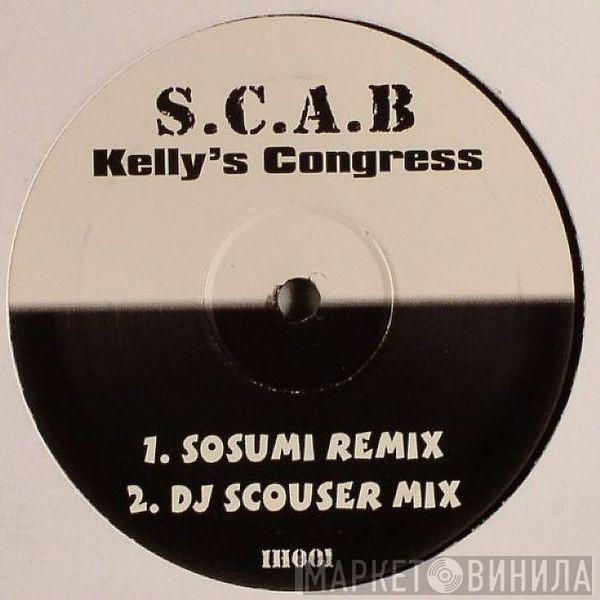 S.C.A.B
Kelly's Congress
1. SOSUMI REMIX
2. DJ SCOUSER MIX
IH001
МАРКЕТ ВИНИЛА